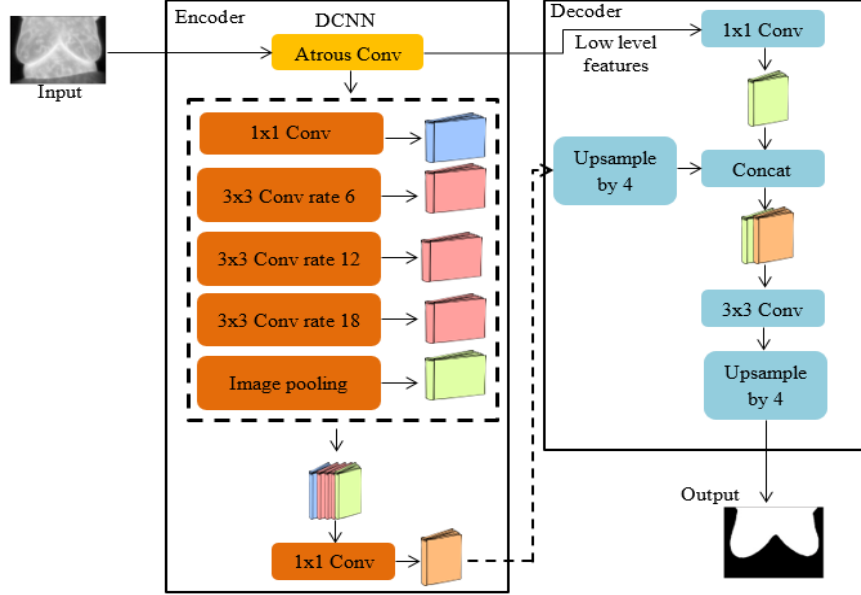 Encoder
DCNN
Decoder
Input
Atrous Conv
Low level
features
1x1 Conv
1x1 Conv
3x3 Conv rate 6
3x3 Conv rate 12
3x3 Conv rate 18
Image pooling
1x1 Conv
Upsample
by 4
Concat
3x3 Conv
Upsample
by 4
Output